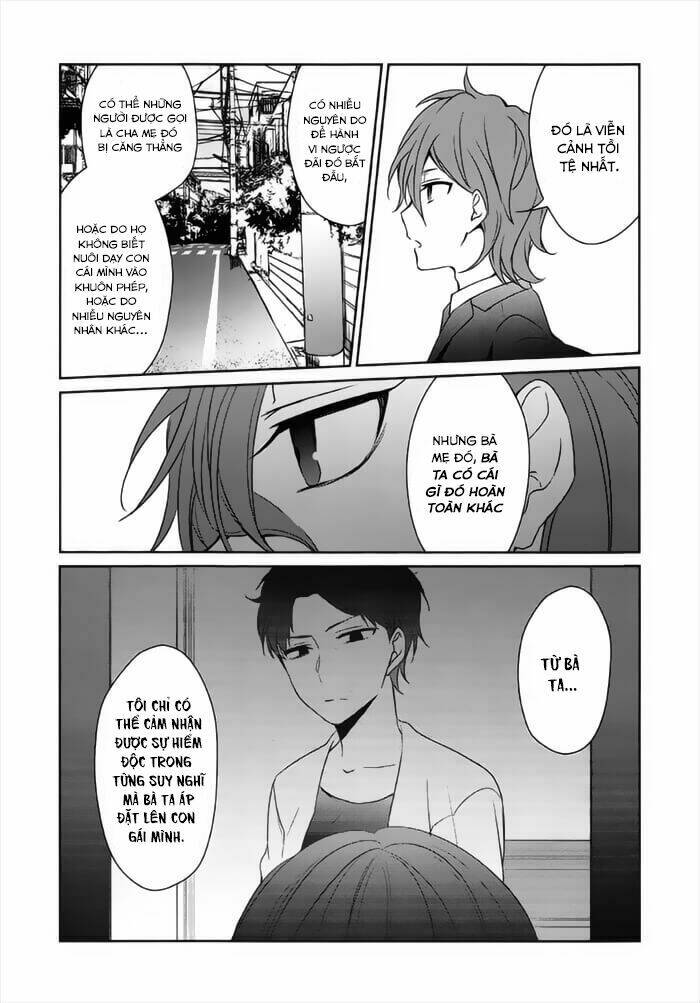 ĐÓ LÀ VIỄN
CẢNH TỒI
TỆ NHẤT.
CÓ NHIỀU
NGUYÊN DO
ĐỂ HÀNH
VI NGƯỢC
ĐÃI ĐÓ BẮT
ĐẦU,
CÓ THỂ NHỮNG
NGƯỜI ĐƯỢC GỌI
LÀ CHA MẸ ĐÓ
BỊ CĂNG THẲNG
HOẶC DO HỌ
KHÔNG BIẾT
NUÔI DẠY CON
CÁI MÌNH VÀO
KHUÔN PHÉP,
HOẶC DO
NHIỀU NGUYÊN
NHÂN KHÁC...
NHƯNG BÀ
MẸ ĐÓ, BÀ
TA CÓ CÁI
GÌ ĐÓ HOÀN
TOÀN KHÁC
TỪ BÀ
TA...
TÔI CHỈ CÓ
THỂ CẢM NHẬN
ĐƯỢC SỰ HIỂM
ĐỘC TRONG
TỪNG SUY NGHĨ
MÀ BÀ TA ÁP
ĐẶT LÊN CON
GÁI MÌNH.